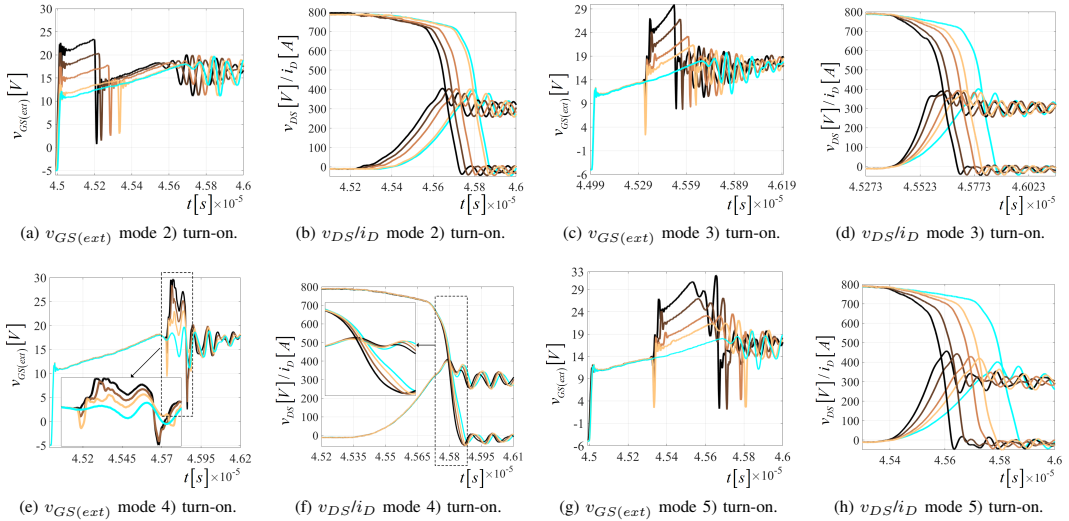 v_GS(ext) [V]
30
25
20
15
10
5
0
-5
4.5 4.52 4.54 4.56 4.58 4.6
t[s] ×10⁻⁵
(a) v_GS(ext) mode 2) turn-on.
v_DS [V] / i_D [A]
800
700
600
500
400
300
200
100
0
4.52 4.54 4.56 4.58 4.6
t[s] ×10⁻⁵
(b) v_DS/i_D mode 2) turn-on.
v_GS(ext) [V]
29
24
19
14
9
4
-1
-6
4.499 4.529 4.559 4.589 4.619
t[s] ×10⁻⁵
(c) v_GS(ext) mode 3) turn-on.
v_DS [V] / i_D [A]
800
700
600
500
400
300
200
100
0
4.5273 4.5523 4.5773 4.6023
t[s] ×10⁻⁵
(d) v_DS/i_D mode 3) turn-on.
v_GS(ext) [V]
30
25
20
15
10
5
0
-5
4.52 4.545 4.57 4.595 4.62
t[s] ×10⁻⁵
(e) v_GS(ext) mode 4) turn-on.
v_DS [V] / i_D [A]
800
700
600
500
400
300
200
100
0
4.52 4.535 4.55 4.565 4.58 4.595 4.61
t[s] ×10⁻⁵
(f) v_DS/i_D mode 4) turn-on.
v_GS(ext) [V]
33
29
24
19
14
9
4
-1
-6
4.5 4.52 4.54 4.56 4.58 4.6
t[s] ×10⁻⁵
(g) v_GS(ext) mode 5) turn-on.
v_DS [V] / i_D [A]
800
700
600
500
400
300
200
100
0
4.54 4.56 4.58 4.6
t[s] ×10⁻⁵
(h) v_DS/i_D mode 5) turn-on.